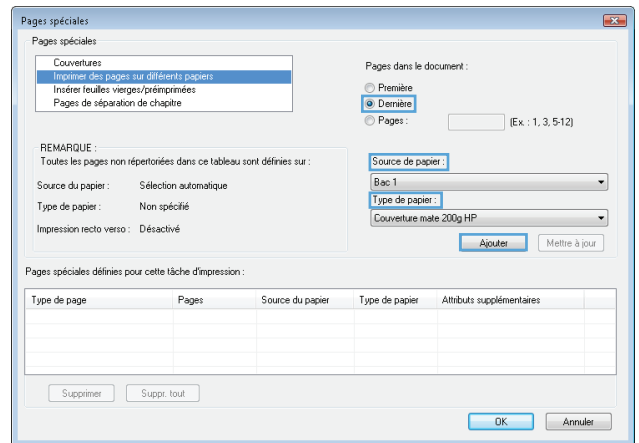 Pages spéciales
Pages spéciales
Couvertures
Imprimer des pages sur différents papiers
Insérer feuilles vierges/préimprimées
Pages de séparation de chapitre
Pages dans le document :
Première
Dernière
Pages :
(Ex. : 1, 3, 5-12)
REMARQUE :
Toutes les pages non répertoriées dans ce tableau sont définies sur :
Source du papier : Sélection automatique
Type de papier : Non spécifié
Impression recto verso : Désactivé
Source de papier :
Bac 1
Type de papier :
Couverture mate 200g HP
Ajouter Mettre à jour
Pages spéciales définies pour cette tâche d'impression :
Type de page Pages Source du papier Type de papier Attributs supplémentaires
Supprimer Suppr. tout
OK Annuler